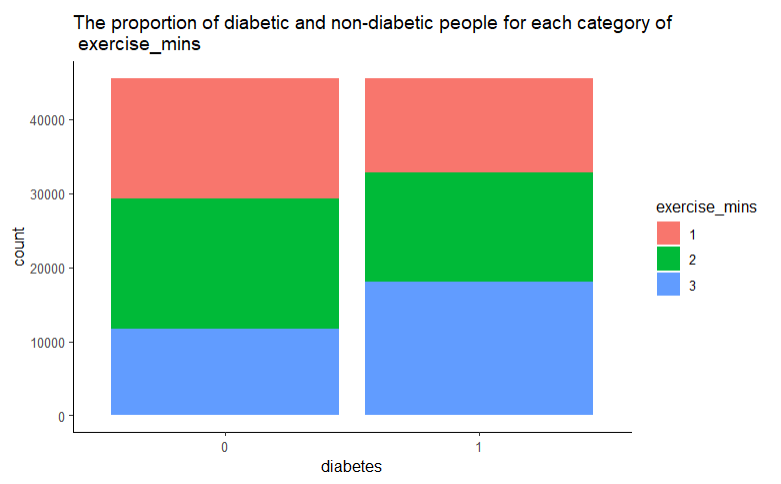 The proportion of diabetic and non-diabetic people for each category of
exercise_mins
count
40000
30000
20000
10000
0
0
1
diabetes
exercise_mins
1
2
3